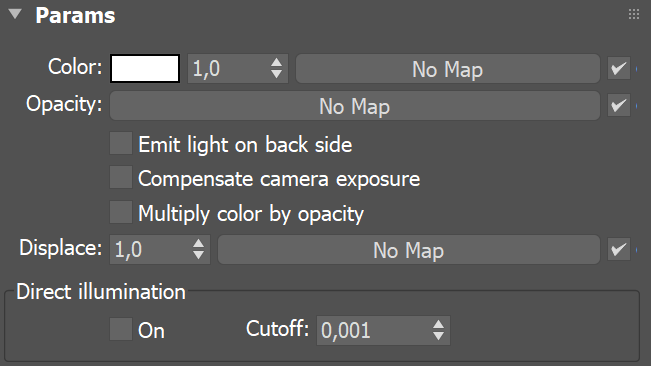 Params
Color: 1,0 No Map
Opacity: No Map
Emit light on back side
Compensate camera exposure
Multiply color by opacity
Displace: 1,0 No Map
Direct illumination
On Cutoff: 0,001